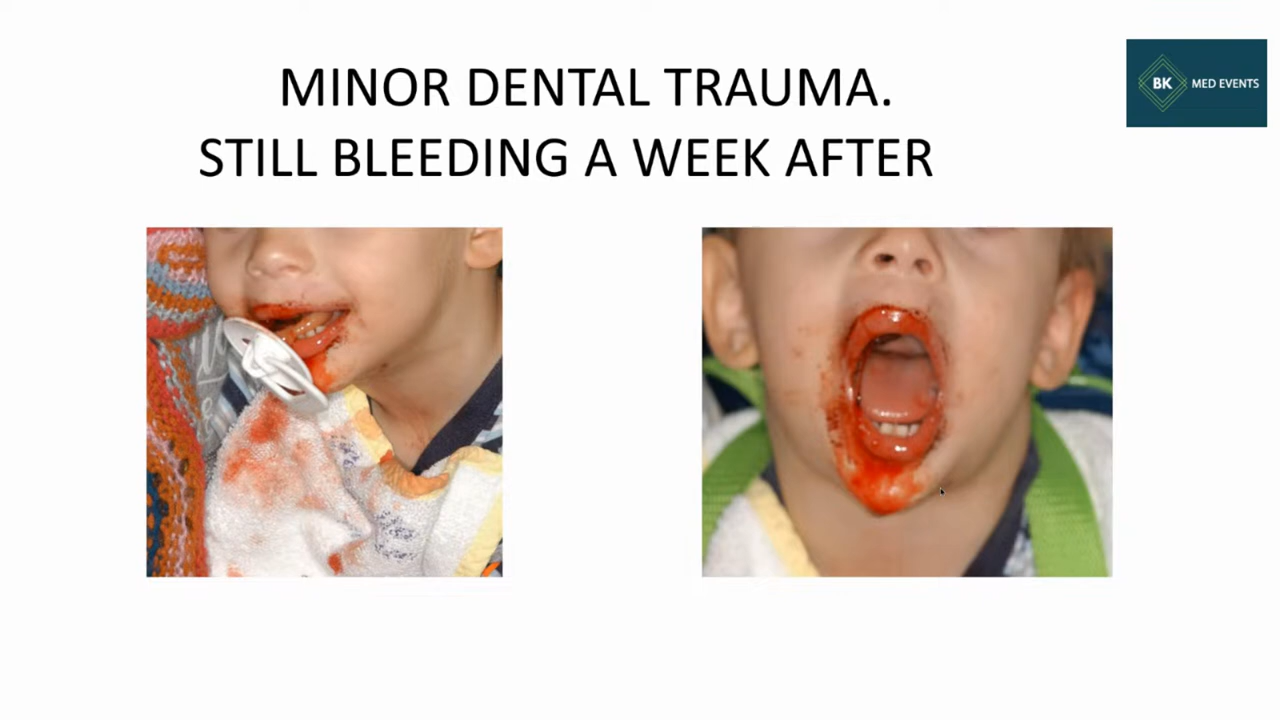 MINOR DENTAL TRAUMA.
STILL BLEEDING A WEEK AFTER
BK MED EVENTS